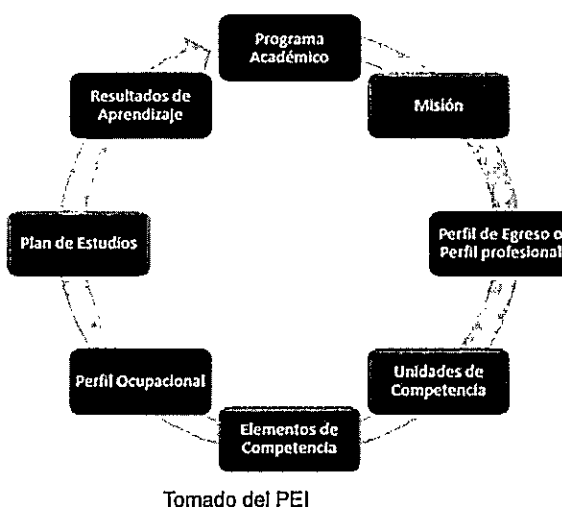 Programa
Académico
Misión
Perfil de Egreso o
Perfil profesional
Unidades de
Competencia
Elementos de
Competencia
Perfil Ocupacional
Plan de Estudios
Resultados de
Aprendizaje
Tomado del PEI